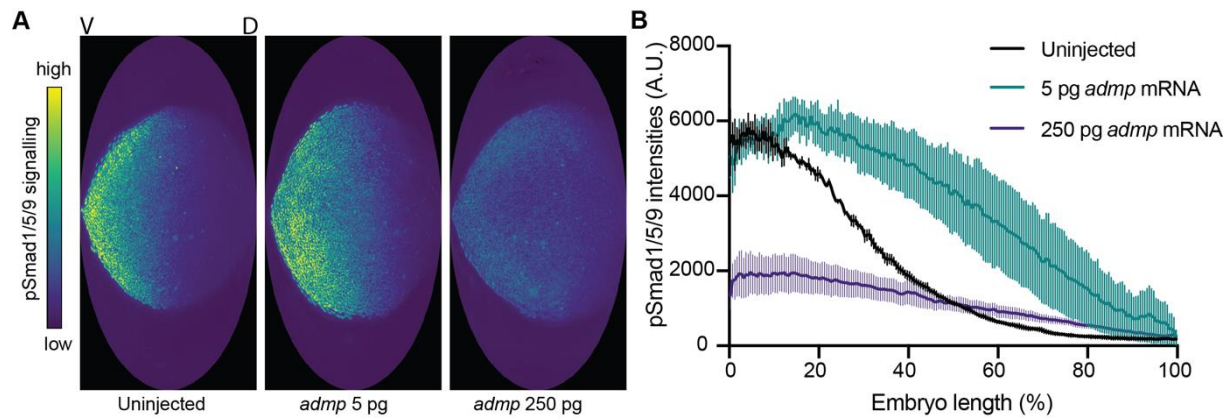 A
V
D
high
pSmad1/5/9 signalling
low
Uninjected
admp 5 pg
admp 250 pg
B
8000
6000
4000
2000
0
pSmad1/5/9 intensities (A.U.)
0
20
40
60
80
100
Embryo length (%)
Uninjected
5 pg admp mRNA
250 pg admp mRNA